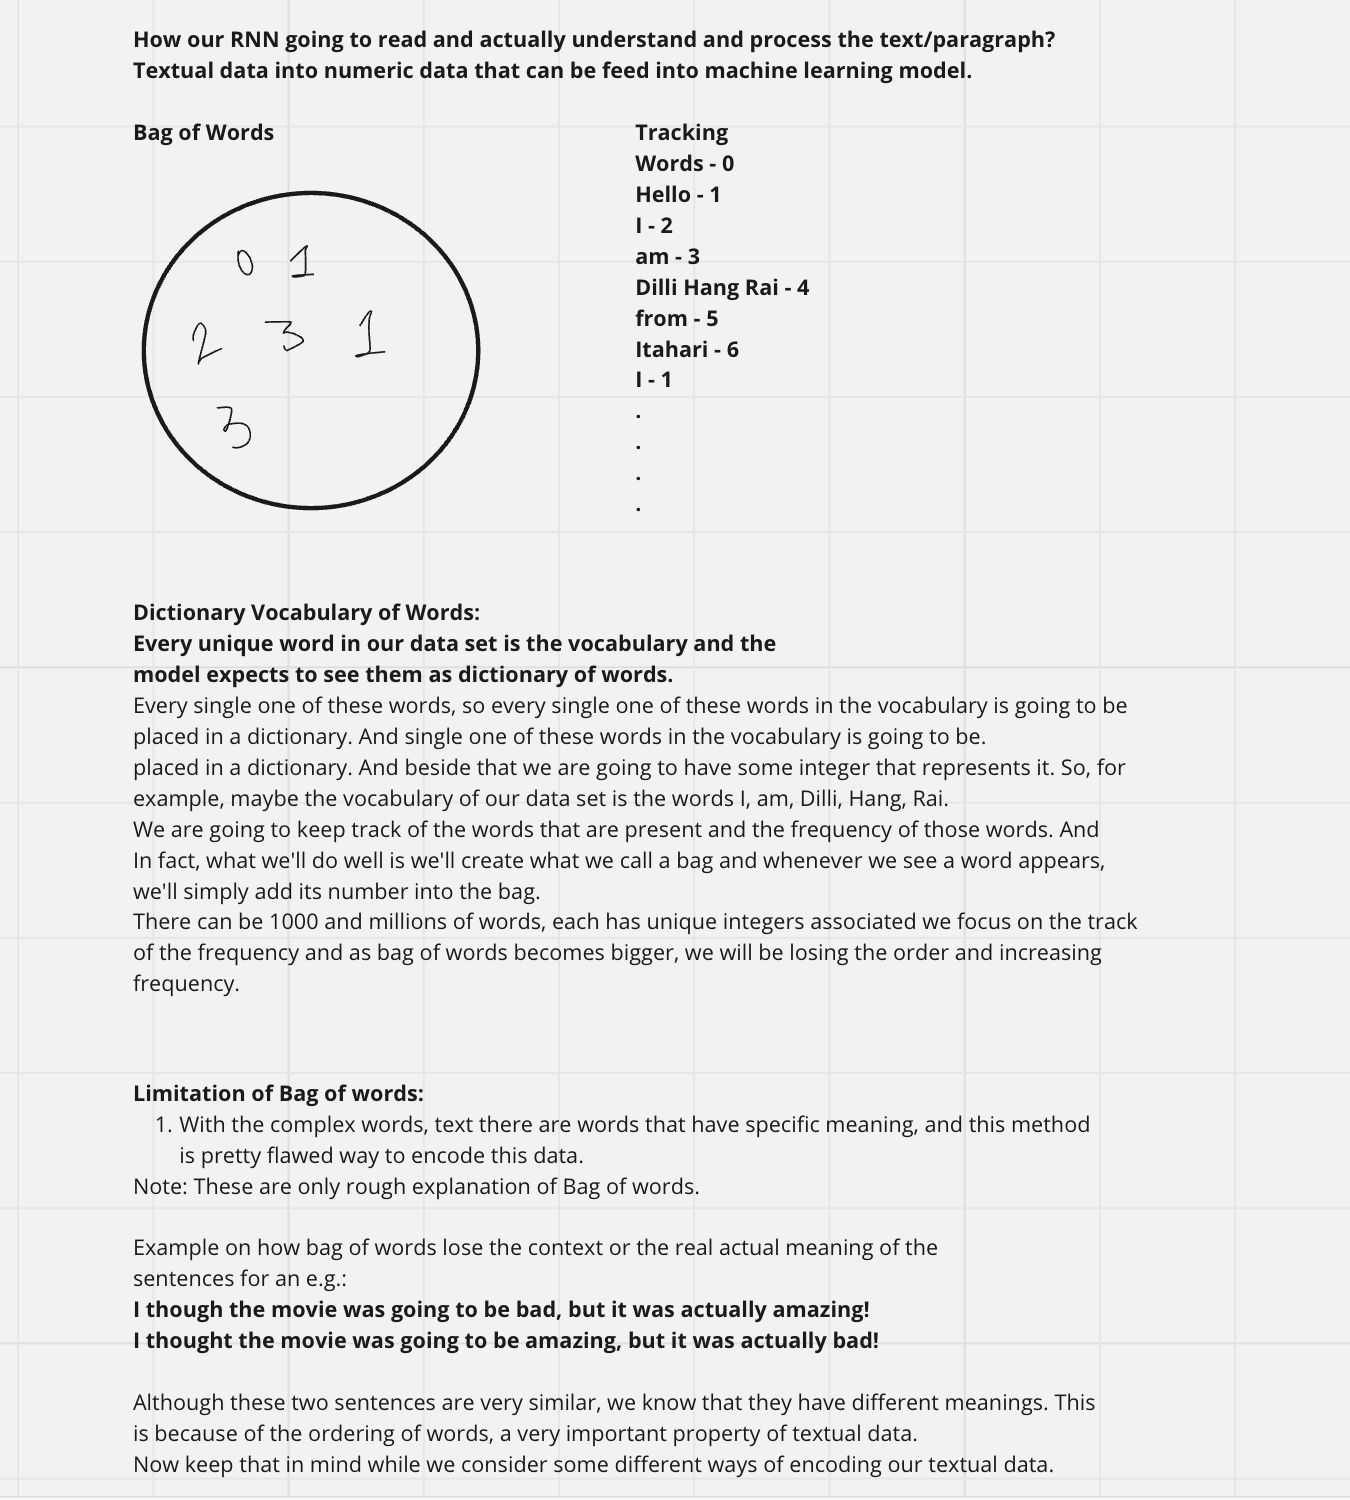 How our RNN going to read and actually understand and process the text/paragraph?
Textual data into numeric data that can be feed into machine learning model.
Bag of Words
0 1
2 3 1
3
Tracking
Words - 0
Hello - 1
I - 2
am - 3
Dilli Hang Rai - 4
from - 5
Itahari - 6
I - 1
.
.
.
.
Dictionary Vocabulary of Words:
Every unique word in our data set is the vocabulary and the
model expects to see them as dictionary of words.
Every single one of these words, so every single one of these words in the vocabulary is going to be
placed in a dictionary. And single one of these words in the vocabulary is going to be.
placed in a dictionary. And beside that we are going to have some integer that represents it. So, for
example, maybe the vocabulary of our data set is the words I, am, Dilli, Hang, Rai.
We are going to keep track of the words that are present and the frequency of those words. And
In fact, what we'll do well is we'll create what we call a bag and whenever we see a word appears,
we'll simply add its number into the bag.
There can be 1000 and millions of words, each has unique integers associated we focus on the track
of the frequency and as bag of words becomes bigger, we will be losing the order and increasing
frequency.
Limitation of Bag of words:
1. With the complex words, text there are words that have specific meaning, and this method
is pretty flawed way to encode this data.
Note: These are only rough explanation of Bag of words.
Example on how bag of words lose the context or the real actual meaning of the
sentences for an e.g.:
I though the movie was going to be bad, but it was actually amazing!
I thought the movie was going to be amazing, but it was actually bad!
Although these two sentences are very similar, we know that they have different meanings. This
is because of the ordering of words, a very important property of textual data.
Now keep that in mind while we consider some different ways of encoding our textual data.